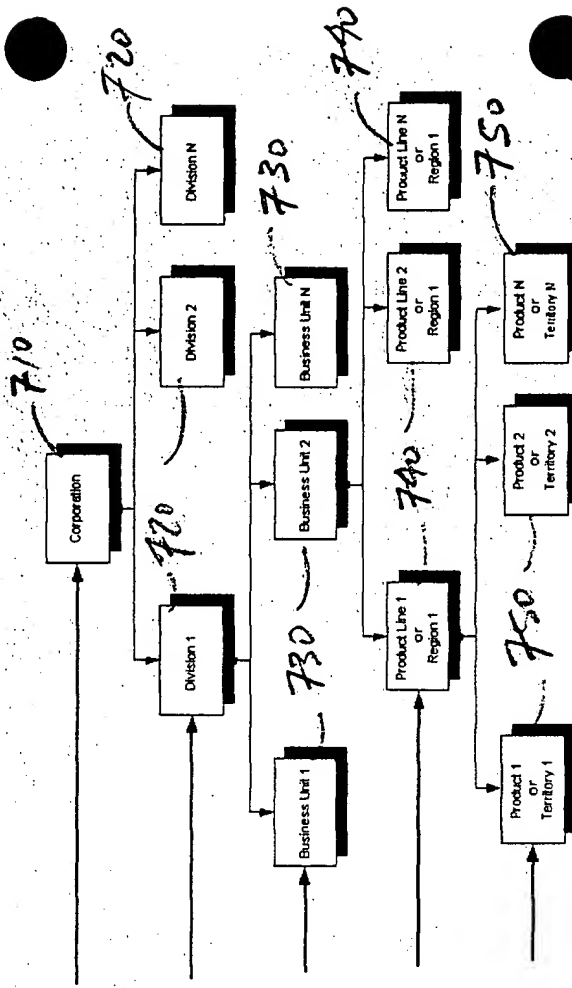 710
Corporation
720
720
Division 1
Division 2
Division N
730
730
Business Unit 1
Business Unit 2
Business Unit N
740
740
Product Line 1
or
Region 1
Product Line 2
or
Region 1
Product Line N
or
Region 1
750
750
Product 1
or
Territory 1
Product 2
or
Territory 2
Product N
or
Territory N